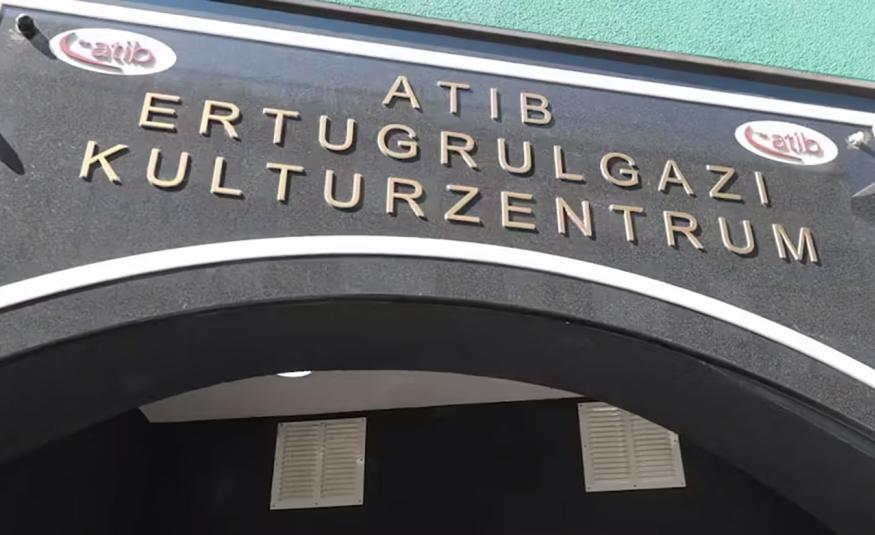 atib
ATIB
atib
ERTUGRULGAZI
KULTURZENTRUM